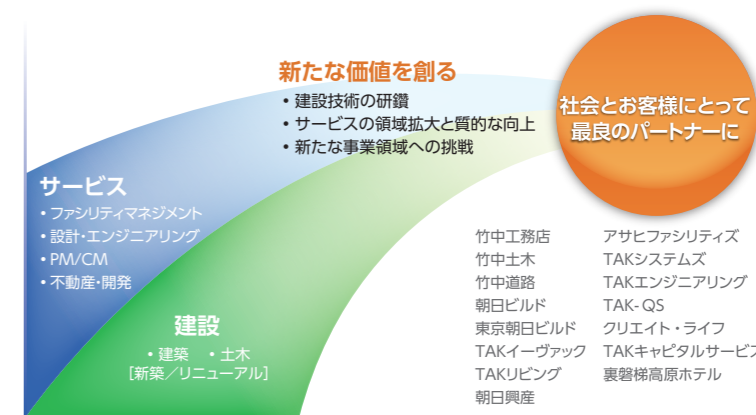 新たな価値を創る
• 建設技術の研鑽
• サービスの領域拡大と質的な向上
• 新たな事業領域への挑戦
社会とお客様にとって
最良のパートナーに
サービス
• ファシリティマネジメント
• 設計・エンジニアリング
• PM/CM
• 不動産・開発
建設
• 建築 • 土木
[新築／リニューアル]
竹中工務店
竹中土木
竹中道路
朝日ビルド
東京朝日ビルド
TAKイーヴァック
TAKリビング
朝日興産
アサヒファシリティズ
TAKシステムズ
TAKエンジニアリング
TAK-QS
クリエイト・ライフ
TAKキャピタルサービス
裏磐梯高原ホテル